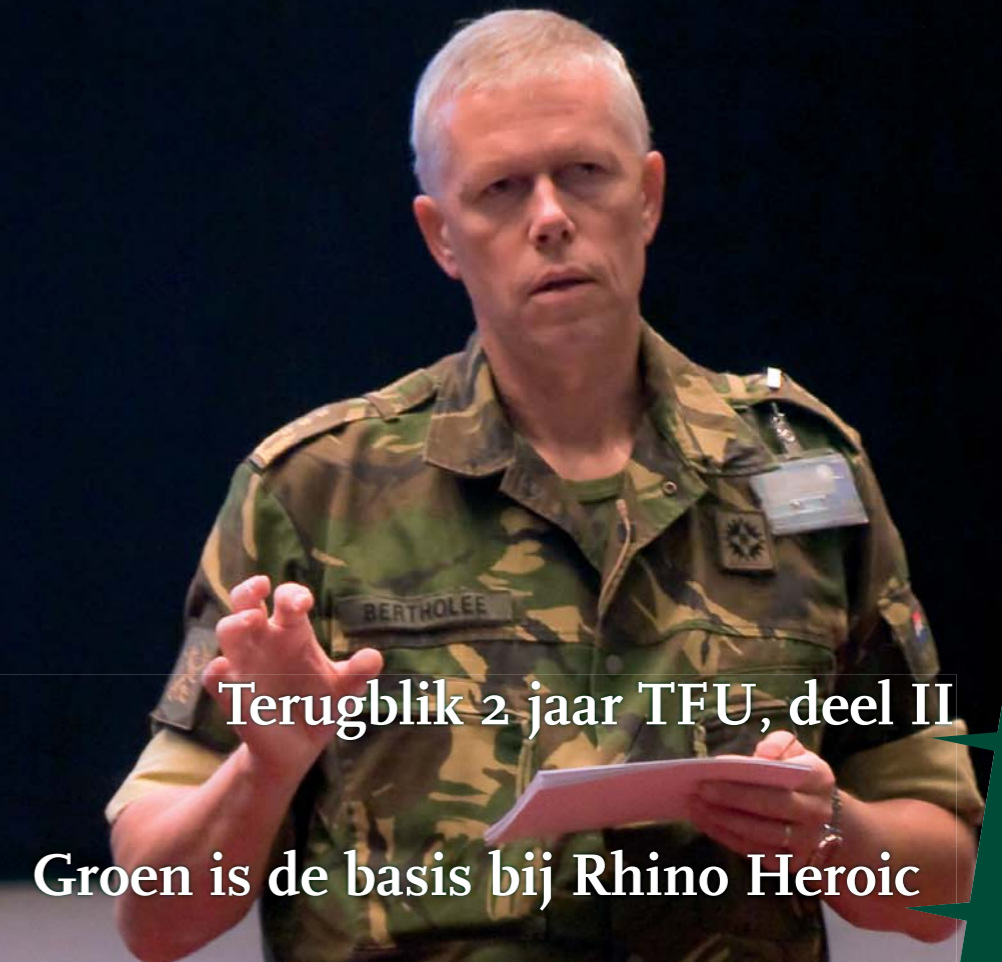 BERTHOLEE
Terugblik 2 jaar TFU, deel II
Groen is de basis bij Rhino Heroic